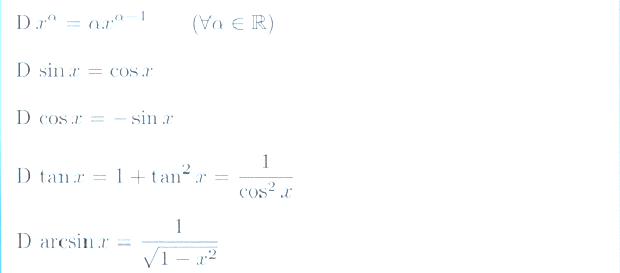 D x^α = αx^{α−1} (∀α ∈ ℝ)
D sin x = cos x
D cos x = − sin x
D tan x = 1 + tan² x = 1/cos² x
D arcsin x = 1/√(1 − x²)